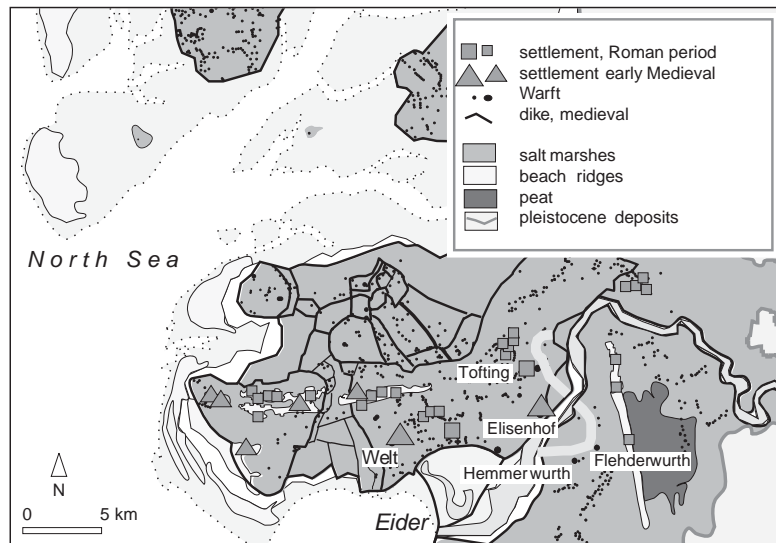 settlement, Roman period
settlement early Medieval
Warft
dike, medieval
salt marshes
beach ridges
peat
pleistocene deposits
North Sea
Tofting
Elisenhof
Welt
Hemmerwurth
Flehderwurth
N
0 5 km
Eider